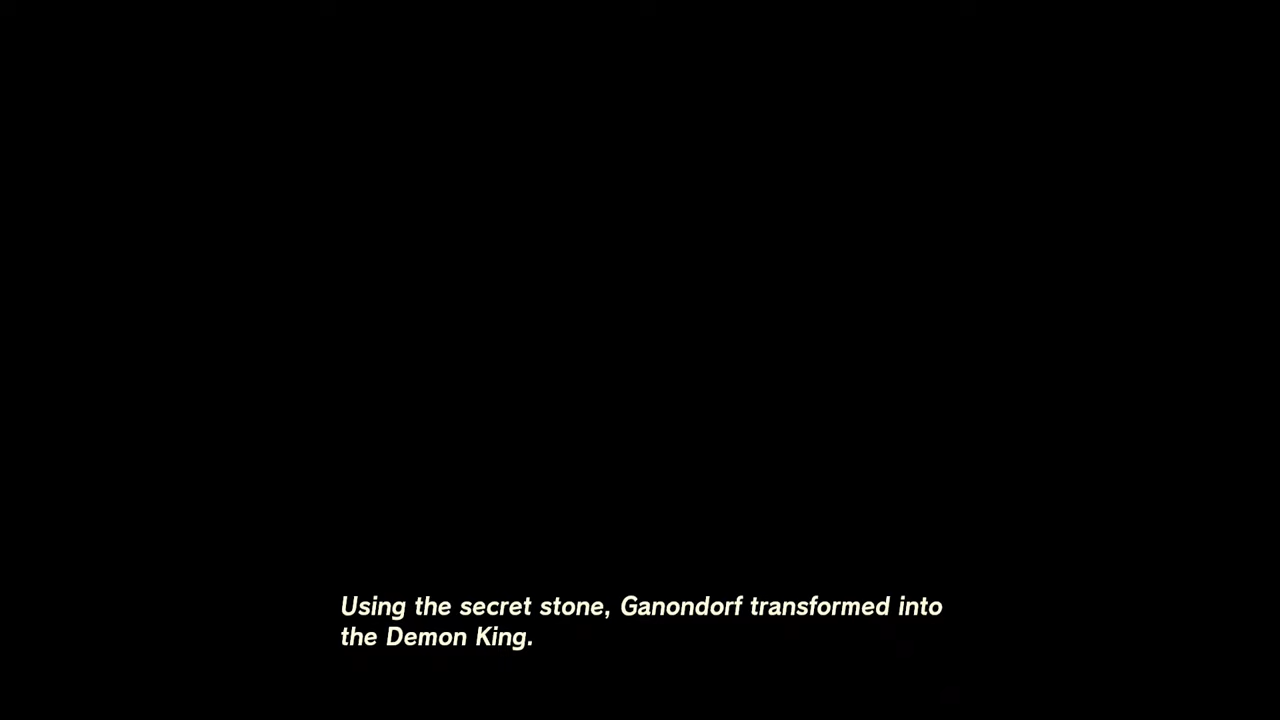 Using the secret stone, Ganondorf transformed into
the Demon King.